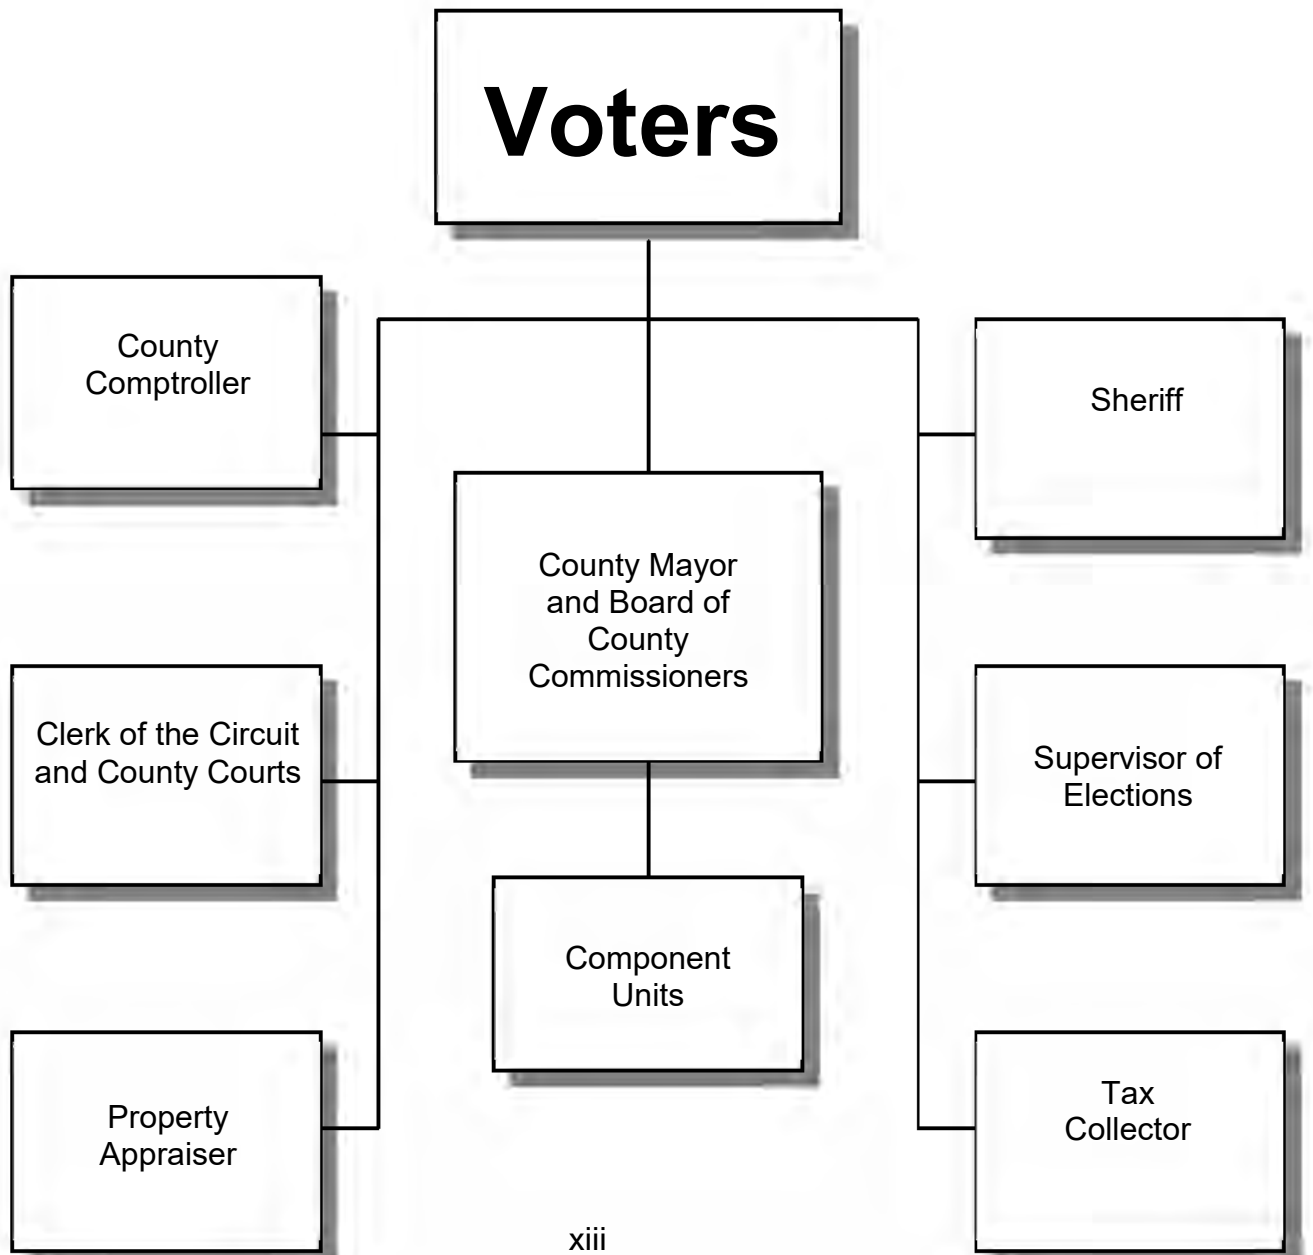 Voters
County
Comptroller
Sheriff
County Mayor
and Board of
County
Commissioners
Clerk of the Circuit
and County Courts
Supervisor of
Elections
Component
Units
Property
Appraiser
Tax
Collector
xiii